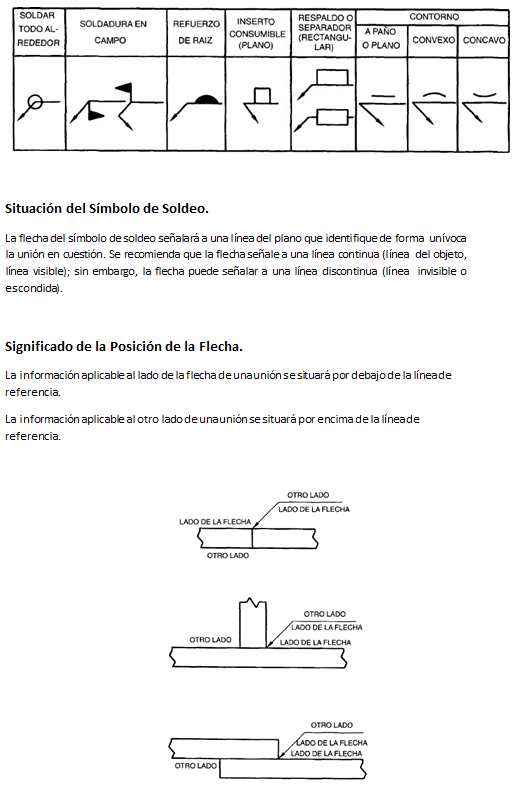 SOLDAR TODO AL-REDEDOR
SOLDADURA EN CAMPO
REFUERZO DE RAIZ
INSERTO CONSUMIBLE (PLANO)
RESPALDO O SEPARADOR (RECTANGU-LAR)
CONTORNO
A PAÑO O PLANO
CONVEXO
CONCAVO
Situación del Símbolo de Soldeo.
La flecha del símbolo de soldeo señalará a una línea del plano que identifique de forma unívoca
la unión en cuestión. Se recomienda que la flecha señale a una línea continua (línea del objeto,
línea visible); sin embargo, la flecha puede señalar a una línea discontinua (línea invisible o
escondida).
Significado de la Posición de la Flecha.
La información aplicable al lado de la flecha de una unión se situará por debajo de la línea de
referencia.
La información aplicable al otro lado de una unión se situará por encima de la línea de
referencia.
OTRO LADO
LADO DE LA FLECHA
LADO DE LA FLECHA
OTRO LADO
OTRO LADO
LADO DE LA FLECHA
OTRO LADO
LADO DE LA FLECHA
OTRO LADO
LADO DE LA FLECHA
LADO DE LA FLECHA
OTRO LADO